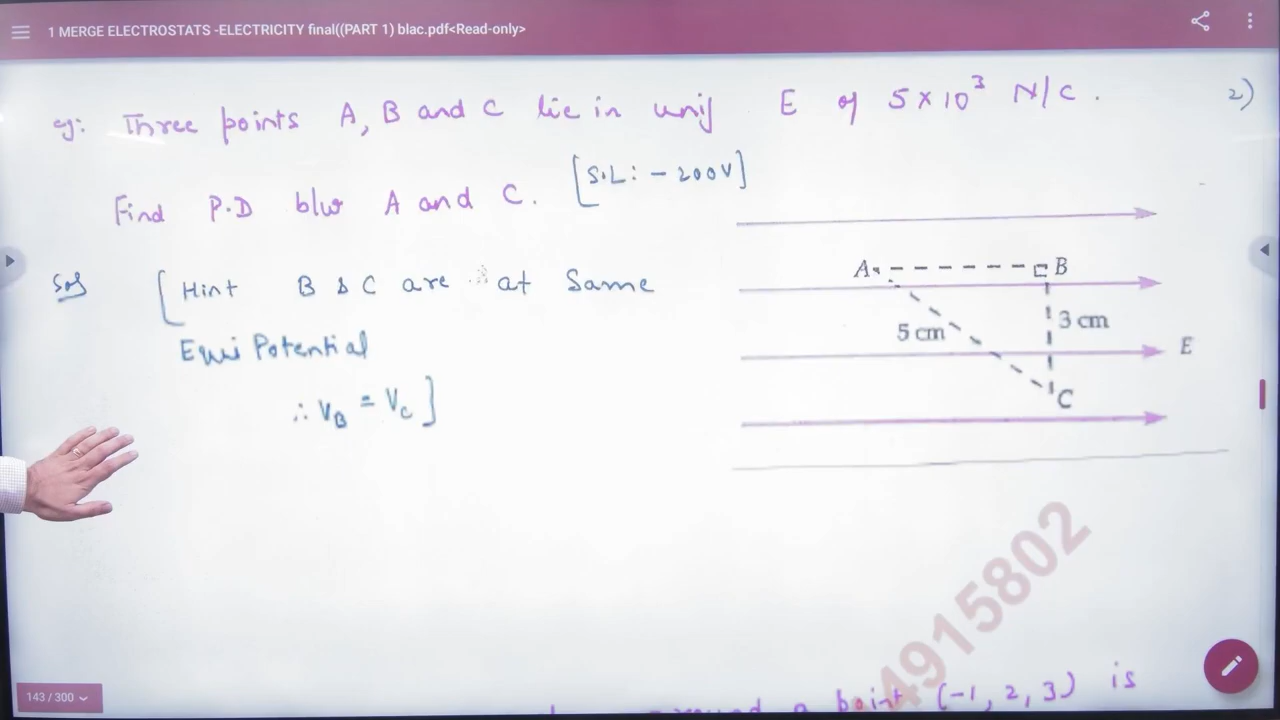 1 MERGE ELECTROSTATS -ELECTRICITY final((PART 1) blac.pdf<Read-only>
eg: Three points A, B and C lie in unif E of 5×10³ N/C.
2)
Find P.D b/w A and C. [S.L: - 200V]
Sol [Hint B & C are at Same
Equi Potential
∴ V_B = V_C]
A B
5 cm 3 cm
E
C
4915802
point (-1, 2, 3) is
143 / 300